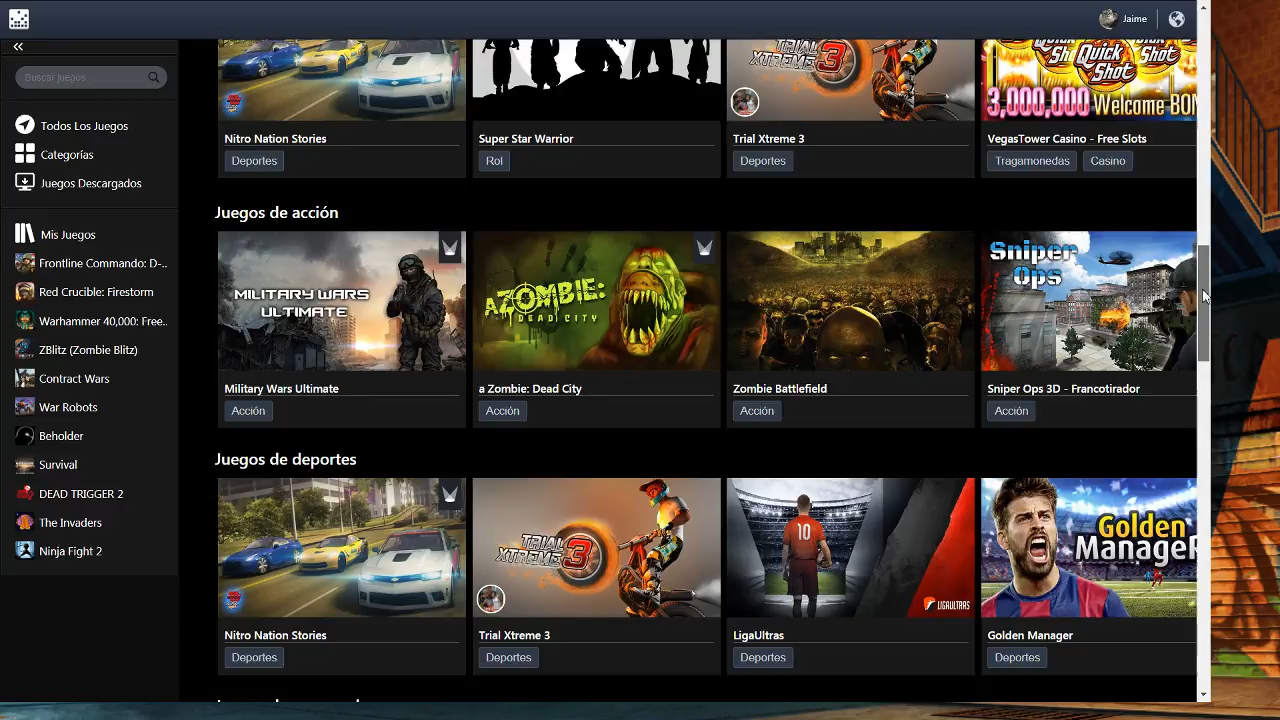 Jaime
Buscar juegos
Todos Los Juegos
Categorías
Juegos Descargados
Mis Juegos
Frontline Commando: D-..
Red Crucible: Firestorm
Warhammer 40,000: Free..
ZBlitz (Zombie Blitz)
Contract Wars
War Robots
Beholder
Survival
DEAD TRIGGER 2
The Invaders
Ninja Fight 2
TRIAL
XTREME 3
Quick Shot
3,000,000 Welcome BON
Nitro Nation Stories
Deportes
Super Star Warrior
Rol
Trial Xtreme 3
Deportes
VegasTower Casino - Free Slots
Tragamonedas
Casino
Juegos de acción
MILITARY WARS
ULTIMATE
A ZOMBIE:
DEAD CITY
Sniper
Ops
Military Wars Ultimate
Acción
a Zombie: Dead City
Acción
Zombie Battlefield
Acción
Sniper Ops 3D - Francotirador
Acción
Juegos de deportes
TRIAL
XTREME 3
10
LIGAULTRAS
Golden
Manager
Nitro Nation Stories
Deportes
Trial Xtreme 3
Deportes
LigaUltras
Deportes
Golden Manager
Deportes